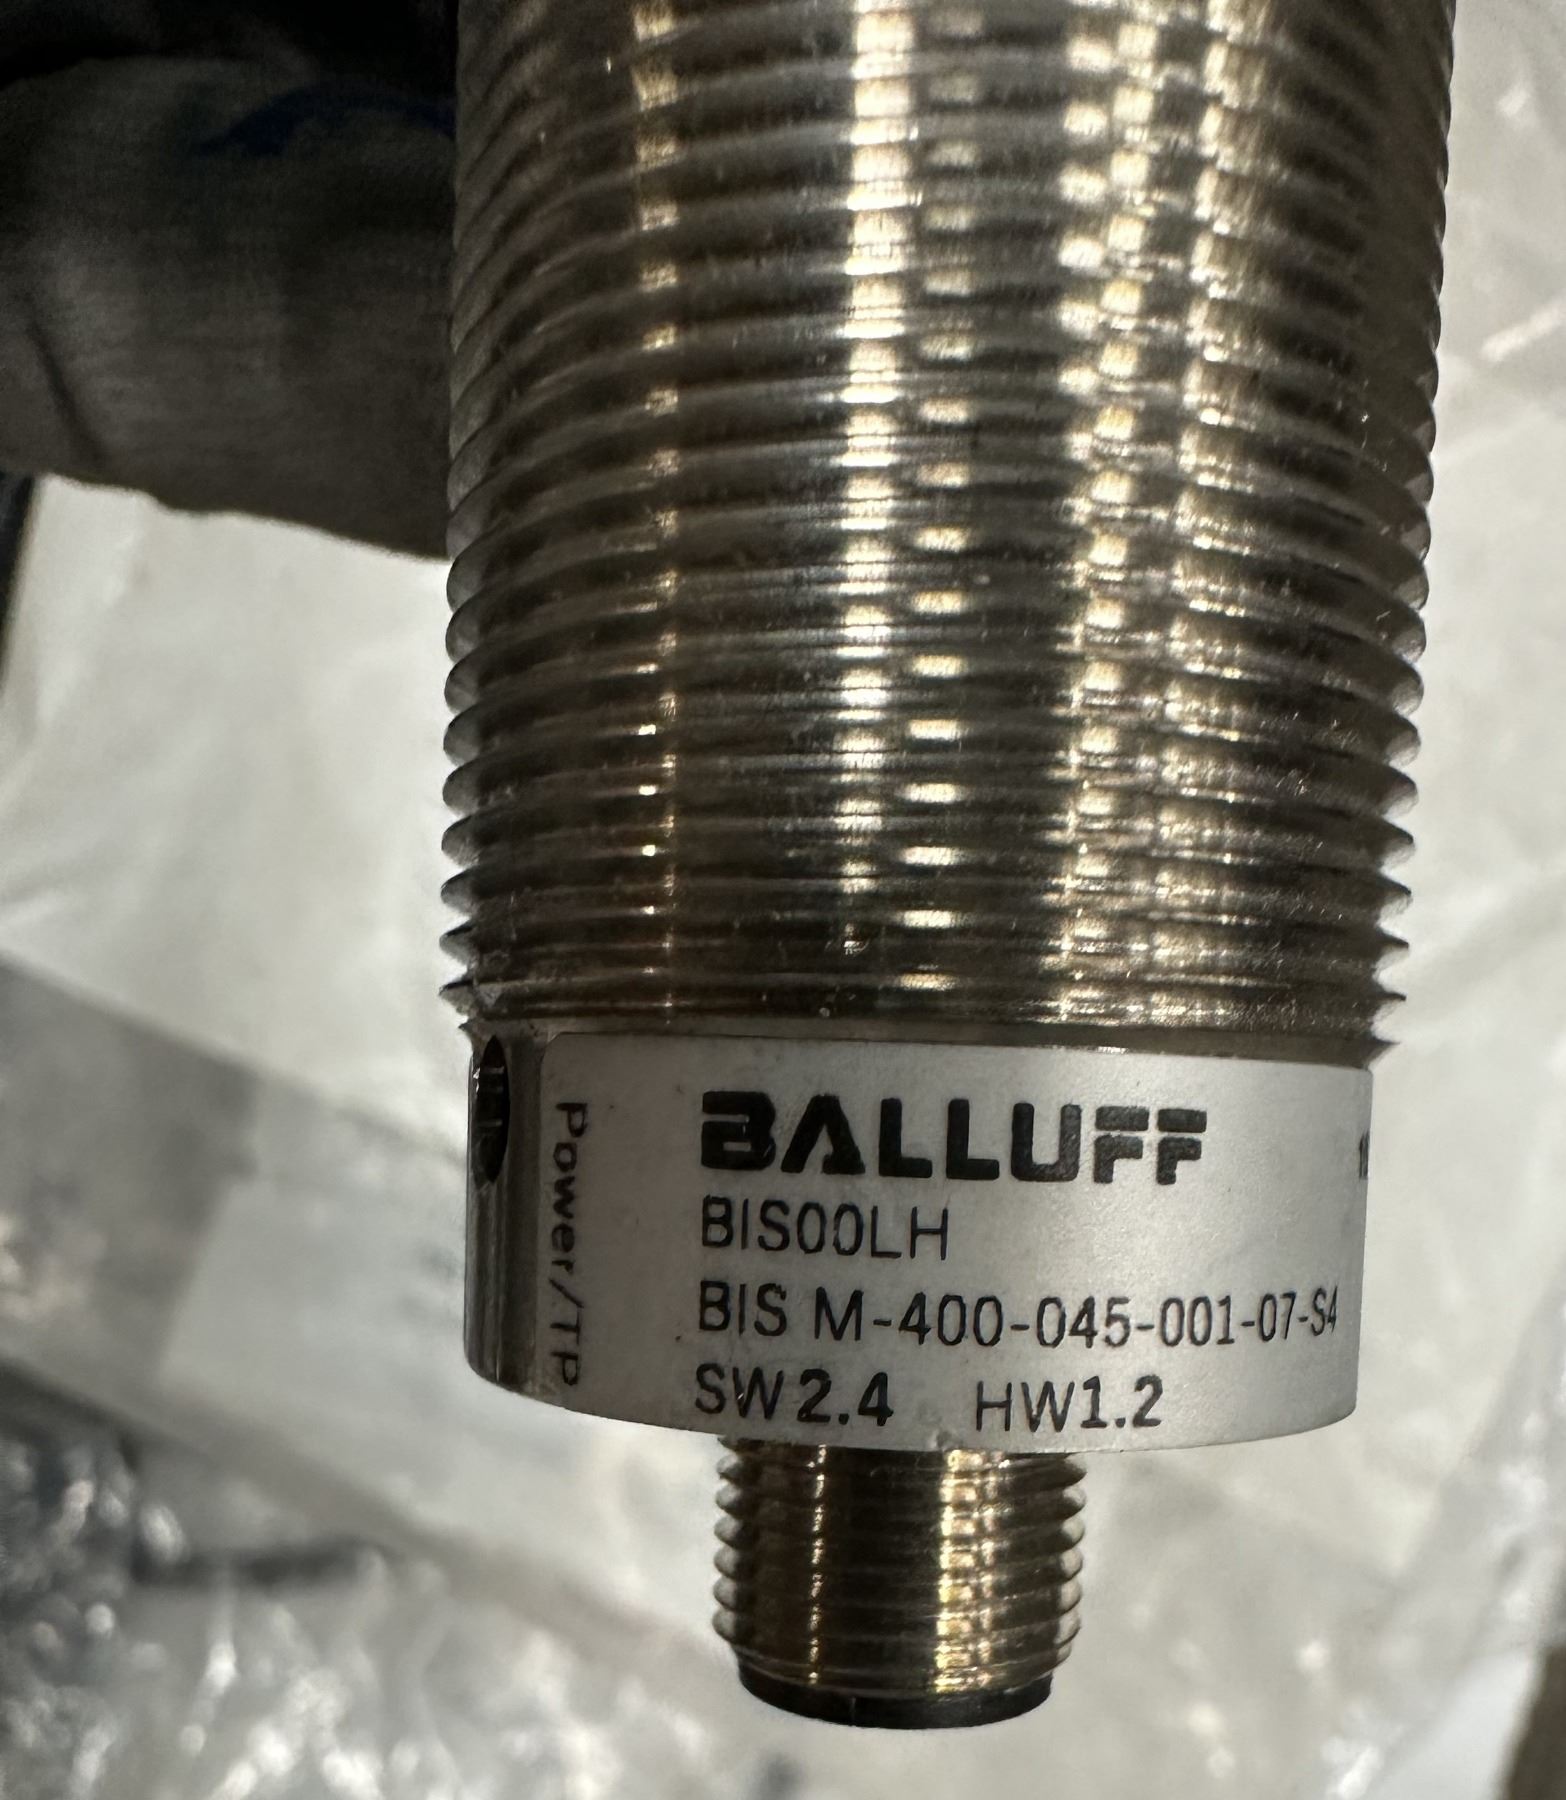 BALLUFF
BIS00LH
BIS M-400-045-001-07-S4
SW2.4 HW1.2
Power/TP